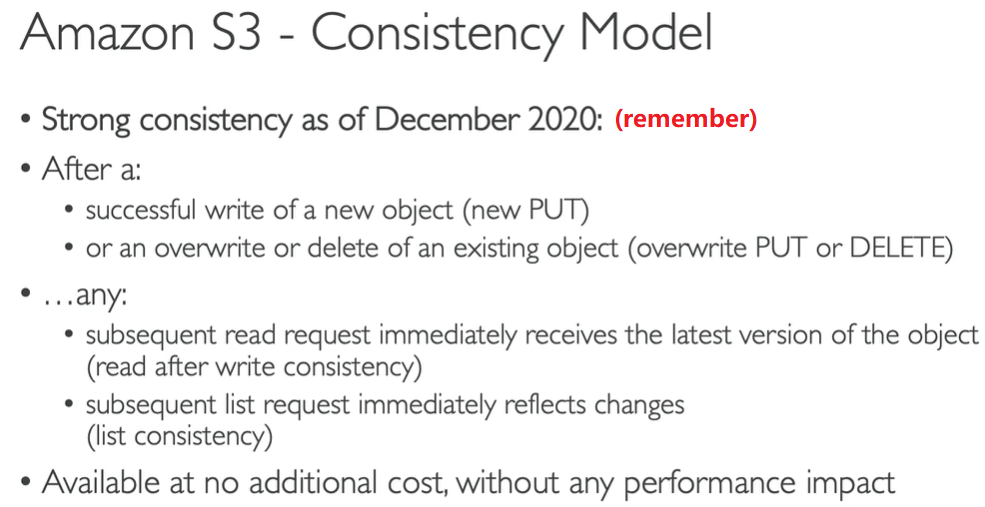 Amazon S3 - Consistency Model
• Strong consistency as of December 2020: (remember)
• After a:
• successful write of a new object (new PUT)
• or an overwrite or delete of an existing object (overwrite PUT or DELETE)
• …any:
• subsequent read request immediately receives the latest version of the object
(read after write consistency)
• subsequent list request immediately reflects changes
(list consistency)
• Available at no additional cost, without any performance impact